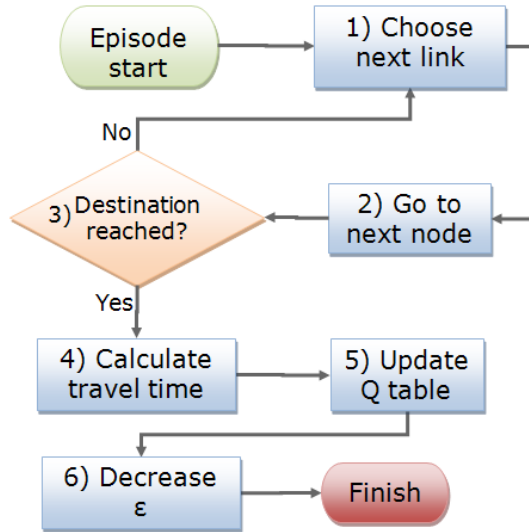 Episode
start
1) Choose
next link
No
3) Destination
reached?
2) Go to
next node
Yes
4) Calculate
travel time
5) Update
Q table
6) Decrease
ε
Finish